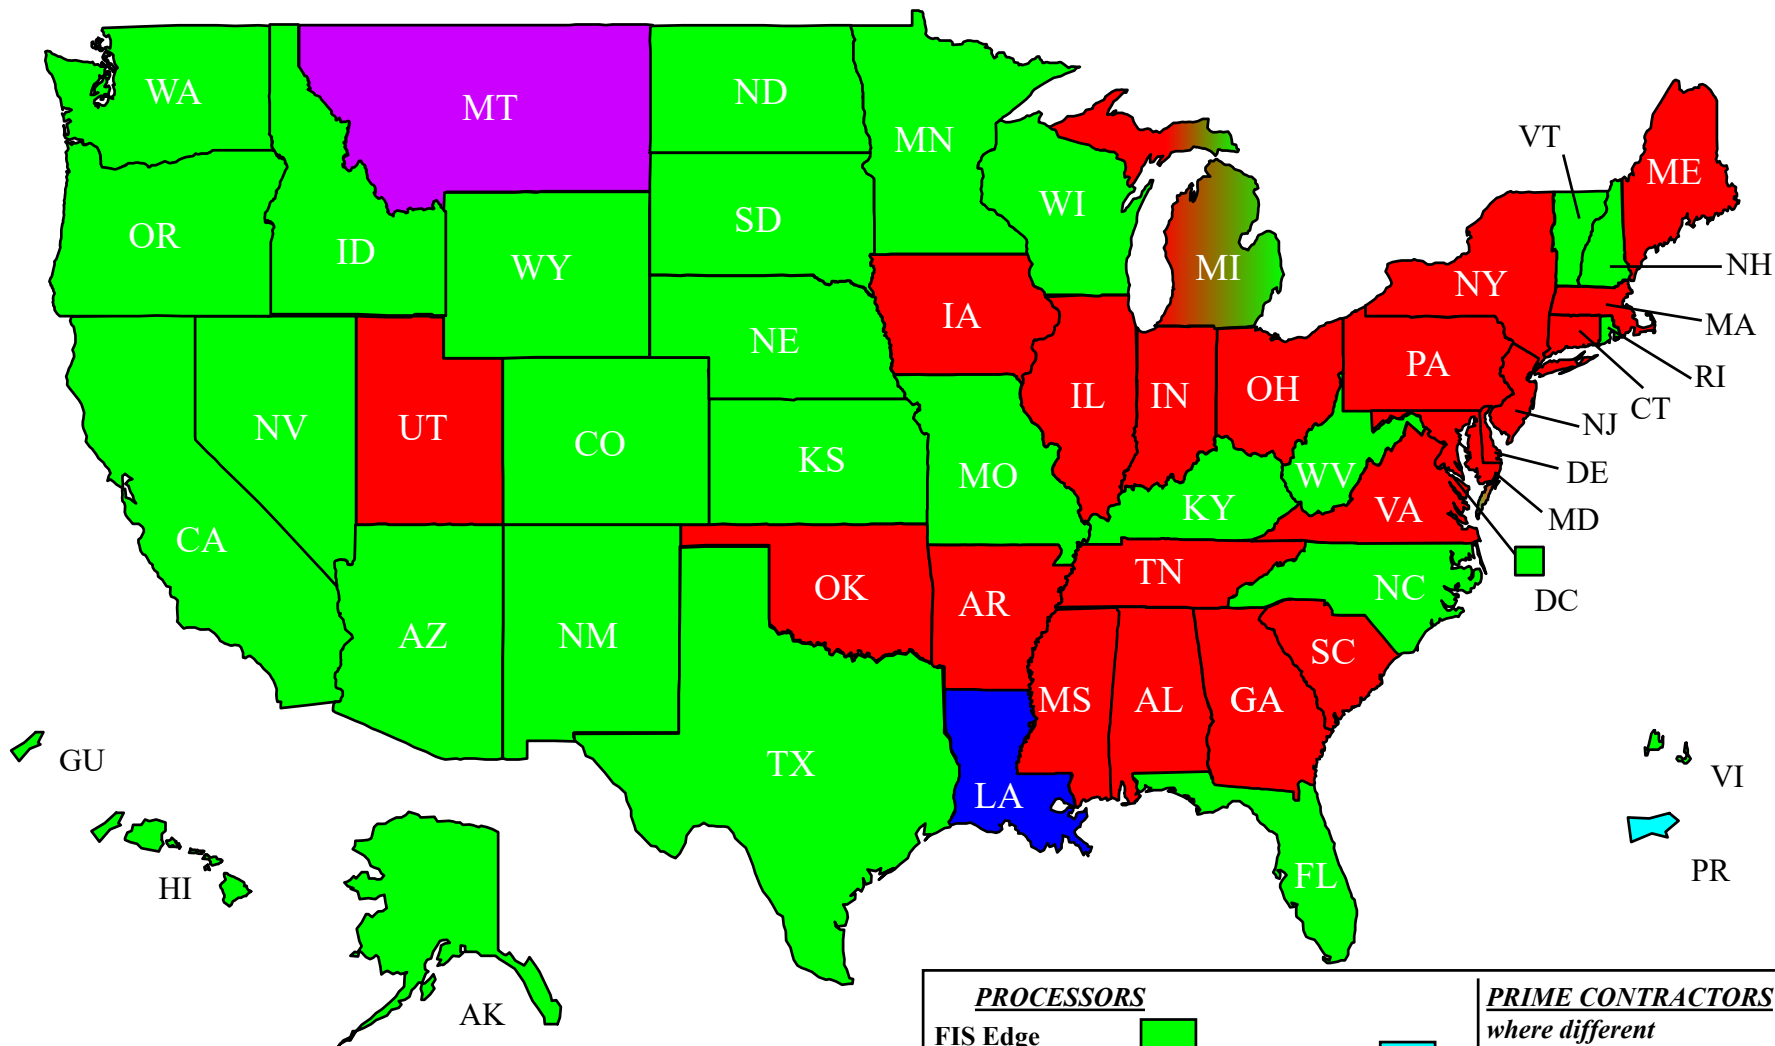 WA
MT
ND
MN
VT
ME
OR
ID
WY
SD
WI
MI
NY
NH
MA
IA
NE
PA
RI
CT
NV
UT
CO
KS
MO
IL
IN
OH
NJ
DE
WV
MD
KY
VA
CA
DC
OK
AR
TN
NC
AZ
NM
SC
MS
AL
GA
GU
TX
LA
VI
HI
FL
PR
AK
PROCESSORS
PRIME CONTRACTORS
where different
FIS Edge